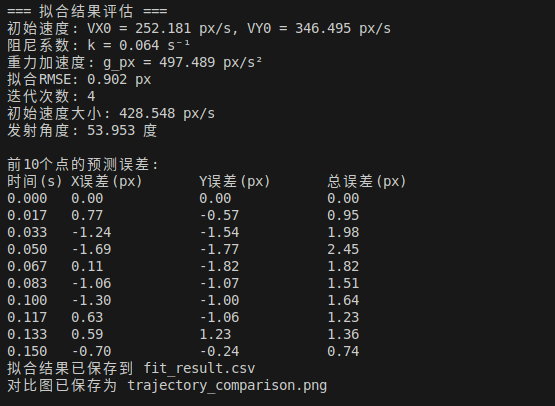 === 拟合结果评估 ===
初始速度: VX0 = 252.181 px/s, VY0 = 346.495 px/s
阻尼系数: k = 0.064 s⁻¹
重力加速度: g_px = 497.489 px/s²
拟合RMSE: 0.902 px
迭代次数: 4
初始速度大小: 428.548 px/s
发射角度: 53.953 度
前10个点的预测误差:
时间(s) X误差(px) Y误差(px) 总误差(px)
0.000 0.00 0.00 0.00
0.017 0.77 -0.57 0.95
0.033 -1.24 -1.54 1.98
0.050 -1.69 -1.77 2.45
0.067 0.11 -1.82 1.82
0.083 -1.06 -1.07 1.51
0.100 -1.30 -1.00 1.64
0.117 0.63 -1.06 1.23
0.133 0.59 1.23 1.36
0.150 -0.70 -0.24 0.74
拟合结果已保存到 fit_result.csv
对比图已保存为 trajectory_comparison.png